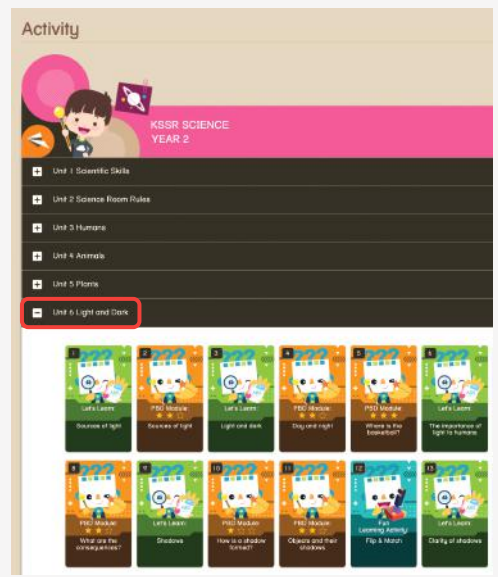 Activity
KSSR SCIENCE
YEAR 2
Unit 1 Scientific Skills
Unit 2 Science Room Rules
Unit 3 Humans
Unit 4 Animals
Unit 5 Plants
Unit 6 Light and Dark
1
Let's Learn:
Sources of light
2
PBD Module:
Sources of light
3
Let's Learn:
Light and dark
4
PBD Module:
Day and night
5
PBD Module:
Where is the
basketball?
6
Let's Learn:
The importance of
light to humans
8
PBD Module:
What are the
consequences?
9
Let's Learn:
Shadows
10
PBD Module:
How is a shadow
formed?
11
PBD Module:
Objects and their
shadows
12
Fun
Learning Activity:
Flip & Match
13
Let's Learn:
Clarity of shadows